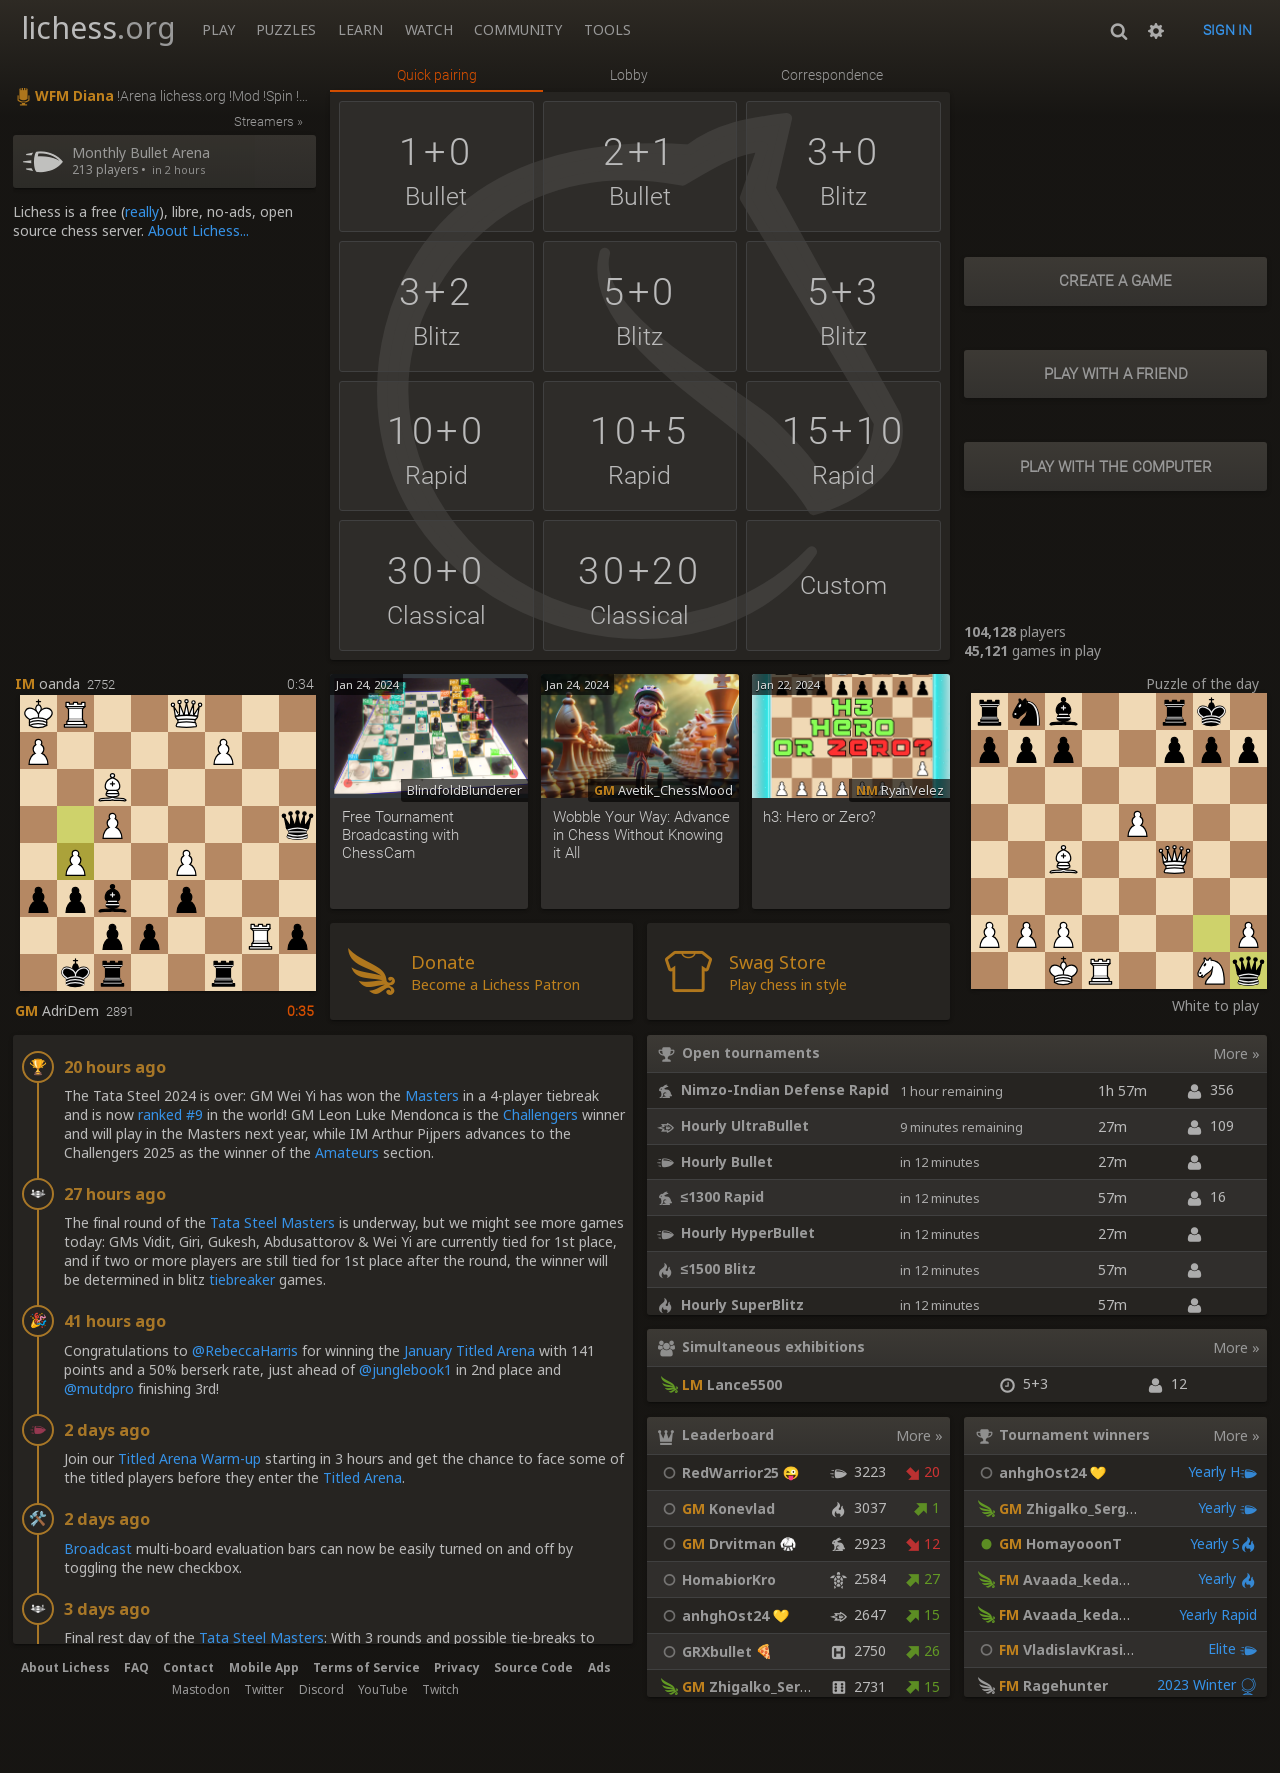 lichess.org
PLAY PUZZLES LEARN WATCH COMMUNITY TOOLS
SIGN IN
WFM Diana !Arena lichess.org !Mod !Spin !...
Streamers »
Monthly Bullet Arena
213 players • in 2 hours
Lichess is a free (really), libre, no-ads, open
source chess server. About Lichess...
Quick pairing Lobby Correspondence
1+0
Bullet
2+1
Bullet
3+0
Blitz
3+2
Blitz
5+0
Blitz
5+3
Blitz
10+0
Rapid
10+5
Rapid
15+10
Rapid
30+0
Classical
30+20
Classical
Custom
CREATE A GAME
PLAY WITH A FRIEND
PLAY WITH THE COMPUTER
104,128 players
45,121 games in play
IM oanda 2752 0:34
GM AdriDem 2891 0:35
Jan 24, 2024
BlindfoldBlunderer
Free Tournament
Broadcasting with
ChessCam
Jan 24, 2024
GM Avetik_ChessMood
Wobble Your Way: Advance
in Chess Without Knowing
it All
Jan 22, 2024
H3
HERO
OR ZERO?
NM RyanVelez
h3: Hero or Zero?
Puzzle of the day
White to play
Donate
Become a Lichess Patron
Swag Store
Play chess in style
20 hours ago
The Tata Steel 2024 is over: GM Wei Yi has won the Masters in a 4-player tiebreak
and is now ranked #9 in the world! GM Leon Luke Mendonca is the Challengers winner
and will play in the Masters next year, while IM Arthur Pijpers advances to the
Challengers 2025 as the winner of the Amateurs section.
27 hours ago
The final round of the Tata Steel Masters is underway, but we might see more games
today: GMs Vidit, Giri, Gukesh, Abdusattorov & Wei Yi are currently tied for 1st place,
and if two or more players are still tied for 1st place after the round, the winner will
be determined in blitz tiebreaker games.
41 hours ago
Congratulations to @RebeccaHarris for winning the January Titled Arena with 141
points and a 50% berserk rate, just ahead of @junglebook1 in 2nd place and
@mutdpro finishing 3rd!
2 days ago
Join our Titled Arena Warm-up starting in 3 hours and get the chance to face some of
the titled players before they enter the Titled Arena.
2 days ago
Broadcast multi-board evaluation bars can now be easily turned on and off by
toggling the new checkbox.
3 days ago
Final rest day of the Tata Steel Masters: With 3 rounds and possible tie-breaks to
Open tournaments More »
Nimzo-Indian Defense Rapid 1 hour remaining 1h 57m 356
Hourly UltraBullet 9 minutes remaining 27m 109
Hourly Bullet in 12 minutes 27m
≤1300 Rapid in 12 minutes 57m 16
Hourly HyperBullet in 12 minutes 27m
≤1500 Blitz in 12 minutes 57m
Hourly SuperBlitz in 12 minutes 57m
Simultaneous exhibitions More »
LM Lance5500 5+3 12
Leaderboard More »
RedWarrior25 😜 3223 20
GM Konevlad 3037 1
GM Drvitman 2923 12
HomabiorKro 2584 27
anhghOst24 💛 2647 15
GRXbullet 🍕 2750 26
GM Zhigalko_Ser... 2731 15
Tournament winners More »
anhghOst24 💛 Yearly H
GM Zhigalko_Serg... Yearly
GM HomayooonT Yearly S
FM Avaada_keda... Yearly
FM Avaada_keda... Yearly Rapid
FM VladislavKrasi... Elite
FM Ragehunter 2023 Winter
About Lichess FAQ Contact Mobile App Terms of Service Privacy Source Code Ads
Mastodon Twitter Discord YouTube Twitch